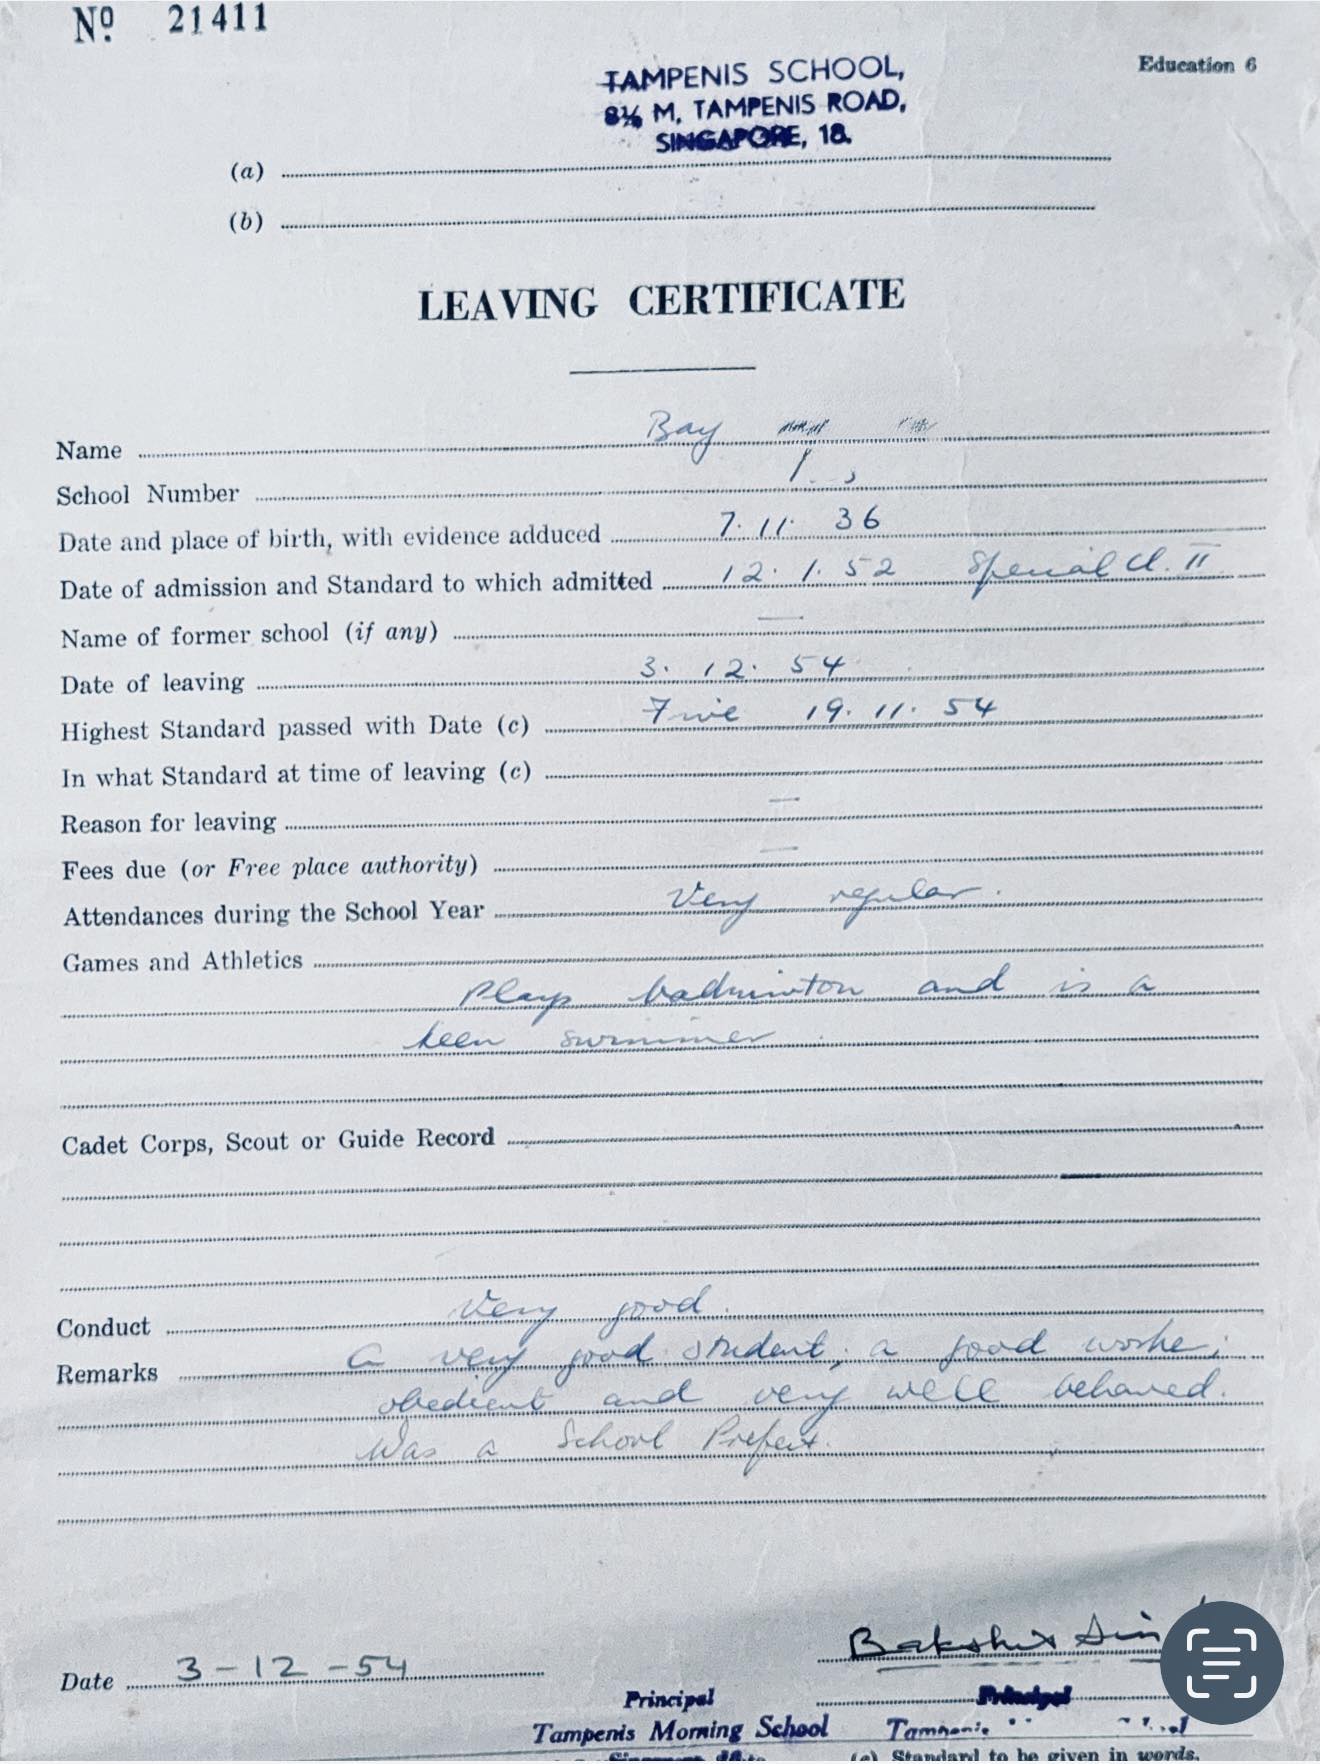 Nº 21411
Education 6
TAMPENIS SCHOOL,
8½ M, TAMPENIS ROAD,
SINGAPORE, 18.
(a)
(b)
LEAVING CERTIFICATE
Name Bay
School Number
Date and place of birth, with evidence adduced 7. 11. 36
Date of admission and Standard to which admitted 12. 1. 52 Special Cl. II
Name of former school (if any) —
Date of leaving 3. 12. 54
Highest Standard passed with Date (c) Five 19. 11. 54
In what Standard at time of leaving (c)
Reason for leaving —
Fees due (or Free place authority) —
Attendances during the School Year Very regular.
Games and Athletics
Plays badminton and is a
keen swimmer.
Cadet Corps, Scout or Guide Record
Conduct Very good.
Remarks A very good student; a good worker;
obedient and very well behaved.
Was a School Prefect.
Date 3-12-54
Principal Principal
Tampenis Morning School
(c) Standard to be given in words.